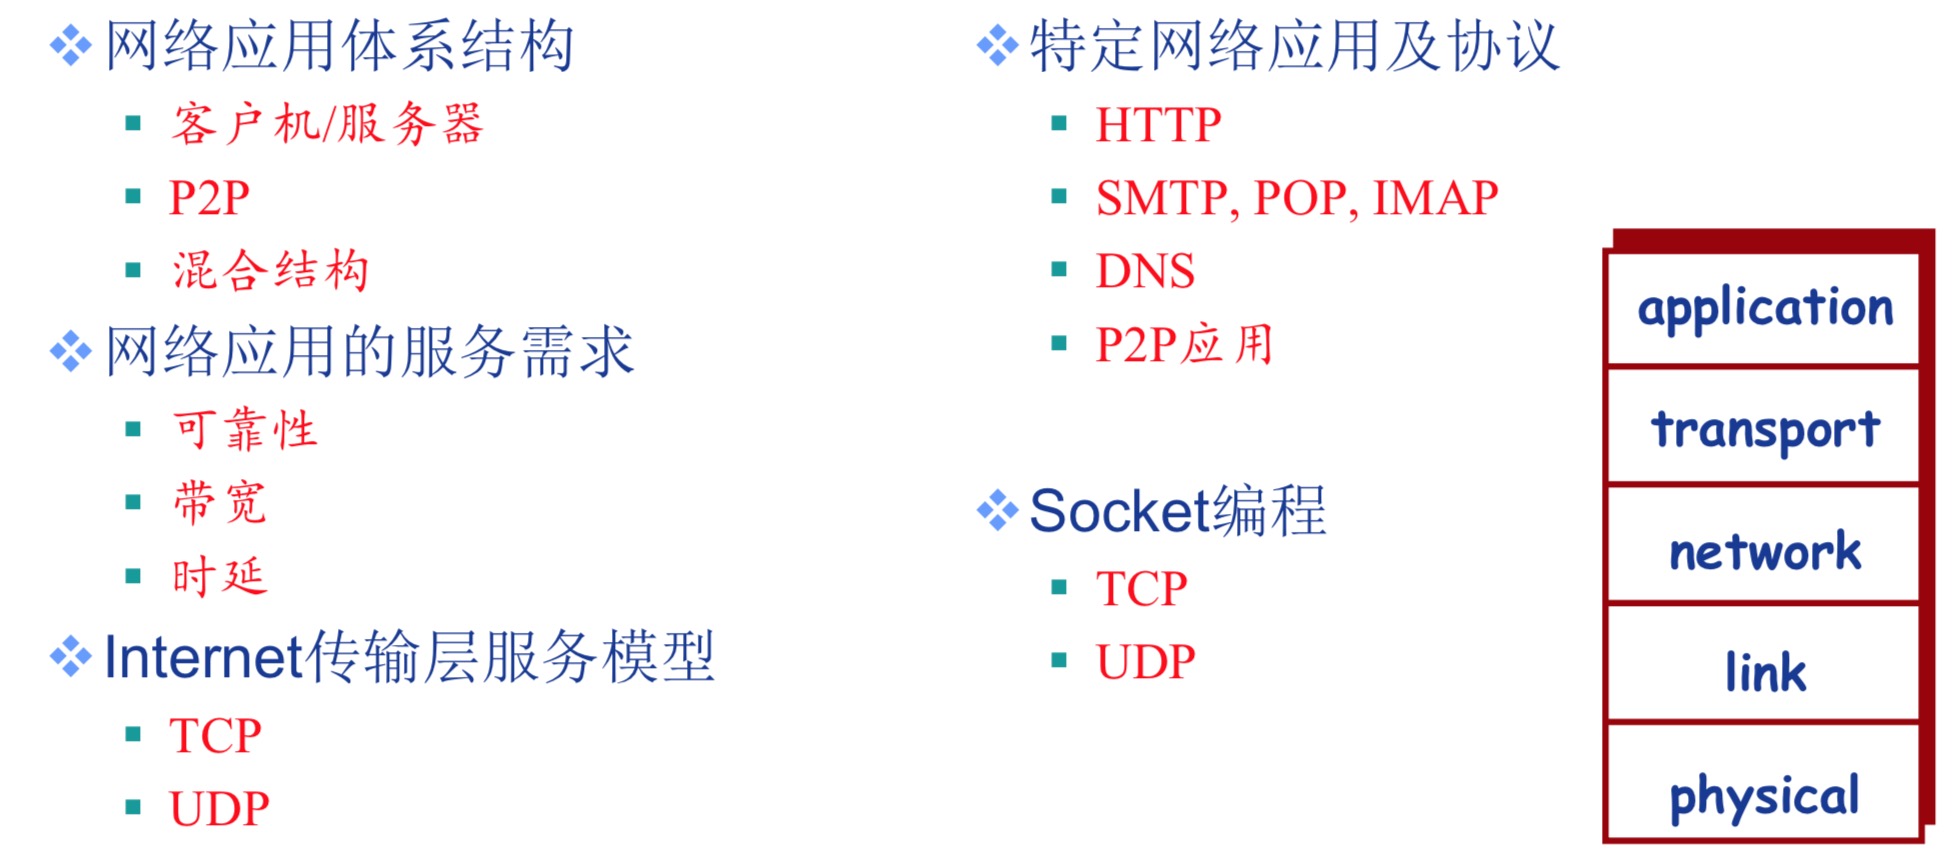 网络应用体系结构
客户机/服务器
P2P
混合结构
网络应用的服务需求
可靠性
带宽
时延
Internet传输层服务模型
TCP
UDP
特定网络应用及协议
HTTP
SMTP, POP, IMAP
DNS
P2P应用
Socket编程
TCP
UDP
application
transport
network
link
physical